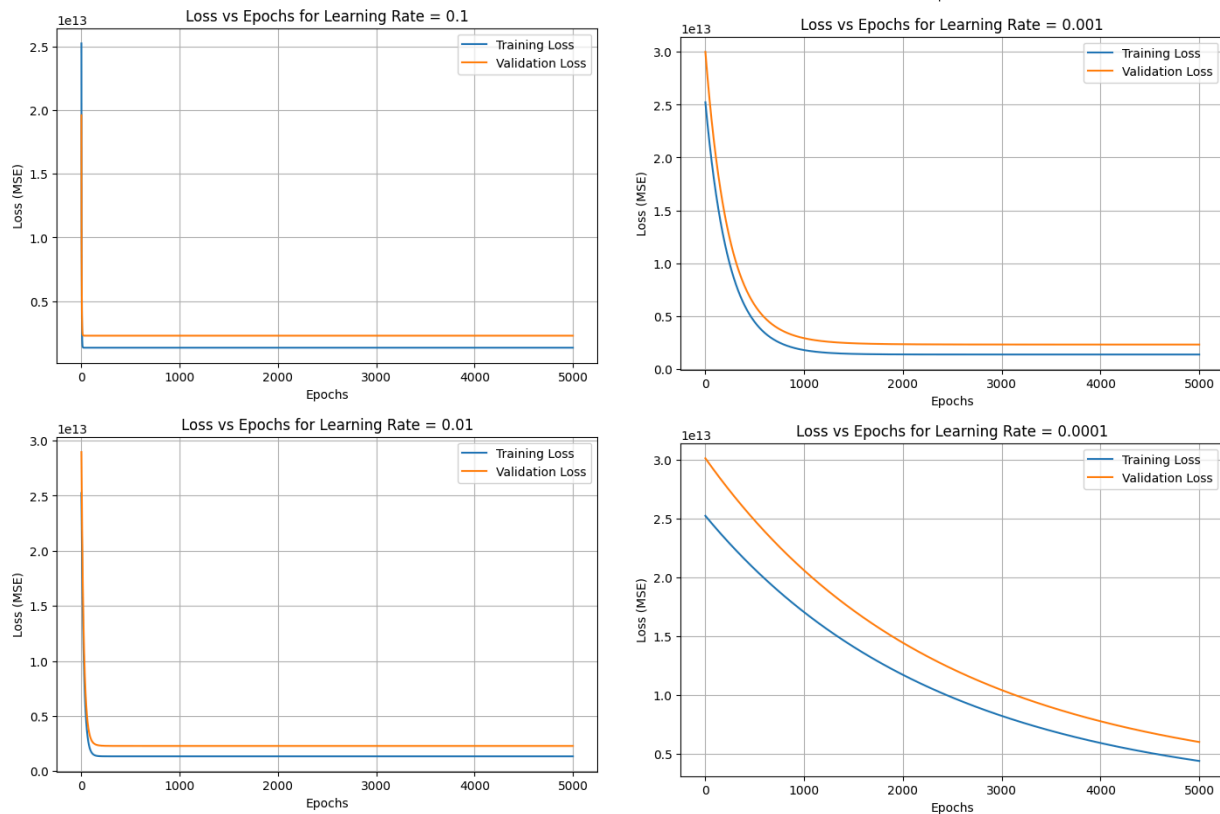 Loss vs Epochs for Learning Rate = 0.1
1e13
Training Loss
Validation Loss
2.5
2.0
1.5
1.0
0.5
Loss (MSE)
0 1000 2000 3000 4000 5000
Epochs
Loss vs Epochs for Learning Rate = 0.001
1e13
Training Loss
Validation Loss
3.0
2.5
2.0
1.5
1.0
0.5
0.0
Loss (MSE)
0 1000 2000 3000 4000 5000
Epochs
Loss vs Epochs for Learning Rate = 0.01
1e13
Training Loss
Validation Loss
3.0
2.5
2.0
1.5
1.0
0.5
0.0
Loss (MSE)
0 1000 2000 3000 4000 5000
Epochs
Loss vs Epochs for Learning Rate = 0.0001
1e13
Training Loss
Validation Loss
3.0
2.5
2.0
1.5
1.0
0.5
Loss (MSE)
0 1000 2000 3000 4000 5000
Epochs